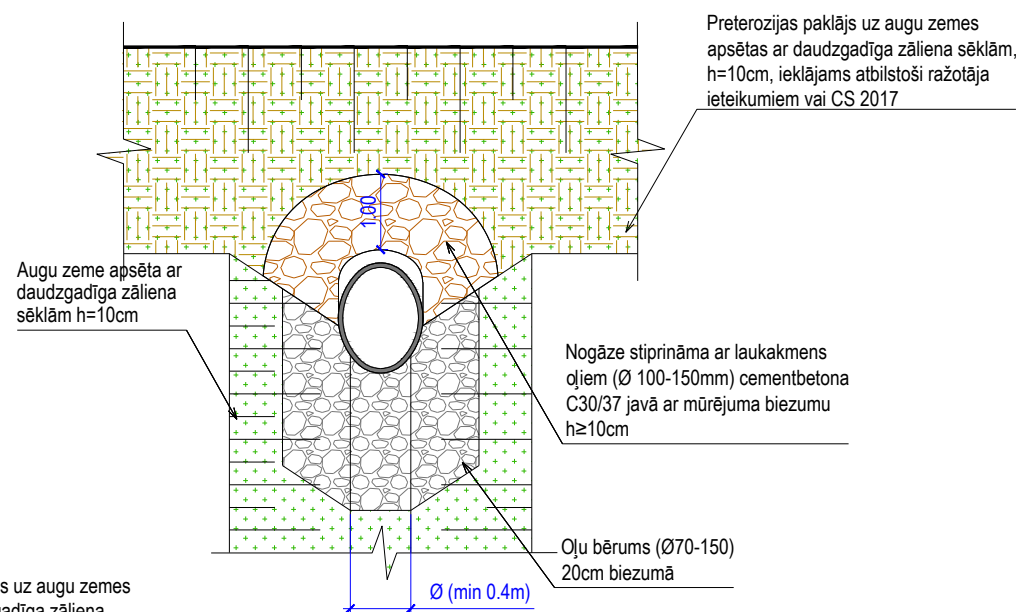 Preterozijas paklājs uz augu zemes
apsētas ar daudzgadīga zāliena sēklām,
h=10cm, ieklājams atbilstoši ražotāja
ieteikumiem vai CS 2017
1.00
Augu zeme apsēta ar
daudzgadīga zāliena
sēklām h=10cm
Nogāze stiprināma ar laukakmens
oļiem (Ø 100-150mm) cementbetona
C30/37 javā ar mūrējuma biezumu
h≥10cm
Oļu bērums (Ø70-150)
20cm biezumā
Ø (min 0.4m)
s uz augu zemes